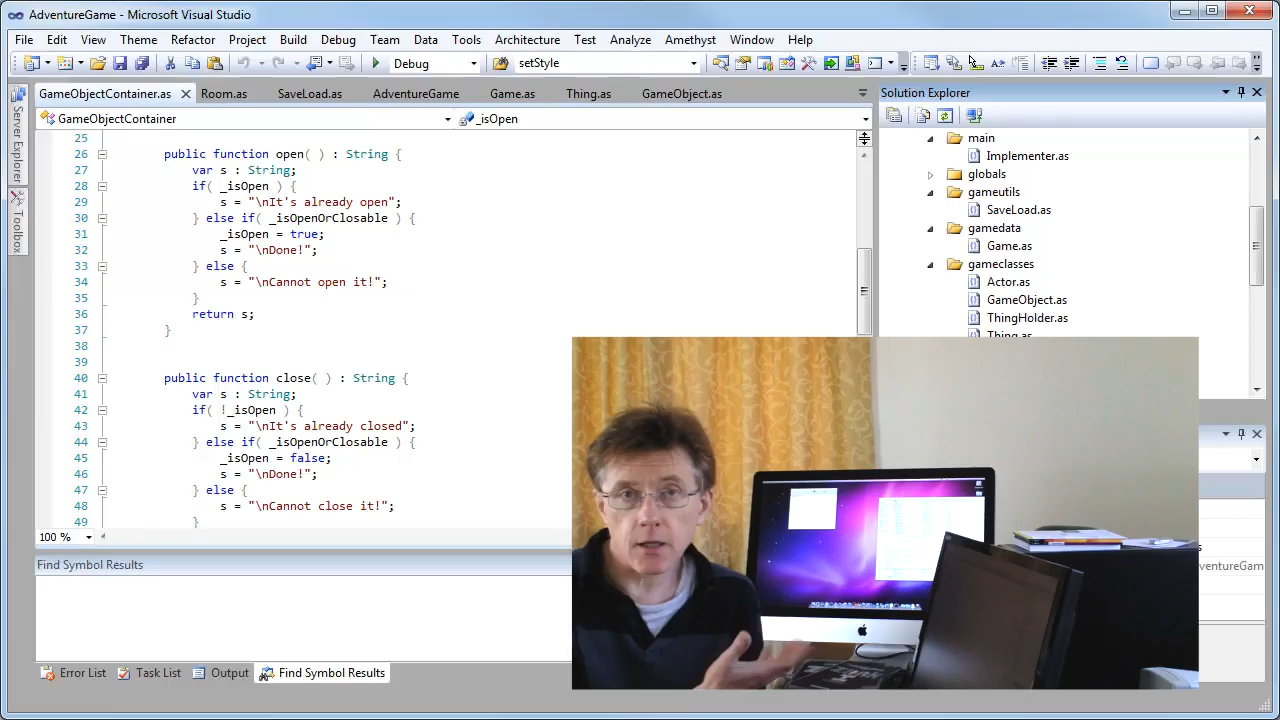 AdventureGame - Microsoft Visual Studio
File Edit View Theme Refactor Project Build Debug Team Data Tools Architecture Test Analyze Amethyst Window Help
Debug setStyle
GameObjectContainer.as Room.as SaveLoad.as AdventureGame Game.as Thing.as GameObject.as
GameObjectContainer _isOpen
Server Explorer
Toolbox
25
26 public function open( ) : String {
27 var s : String;
28 if( _isOpen ) {
29 s = "\nIt's already open";
30 } else if( _isOpenOrClosable ) {
31 _isOpen = true;
32 s = "\nDone!";
33 } else {
34 s = "\nCannot open it!";
35 }
36 return s;
37 }
38
39
40 public function close( ) : String {
41 var s : String;
42 if( !_isOpen ) {
43 s = "\nIt's already closed";
44 } else if( _isOpenOrClosable ) {
45 _isOpen = false;
46 s = "\nDone!";
47 } else {
48 s = "\nCannot close it!";
49 }
100 %
Solution Explorer
main
Implementer.as
globals
gameutils
SaveLoad.as
gamedata
Game.as
gameclasses
Actor.as
GameObject.as
ThingHolder.as
Thing.as
ventureGam
Find Symbol Results
Error List Task List Output Find Symbol Results